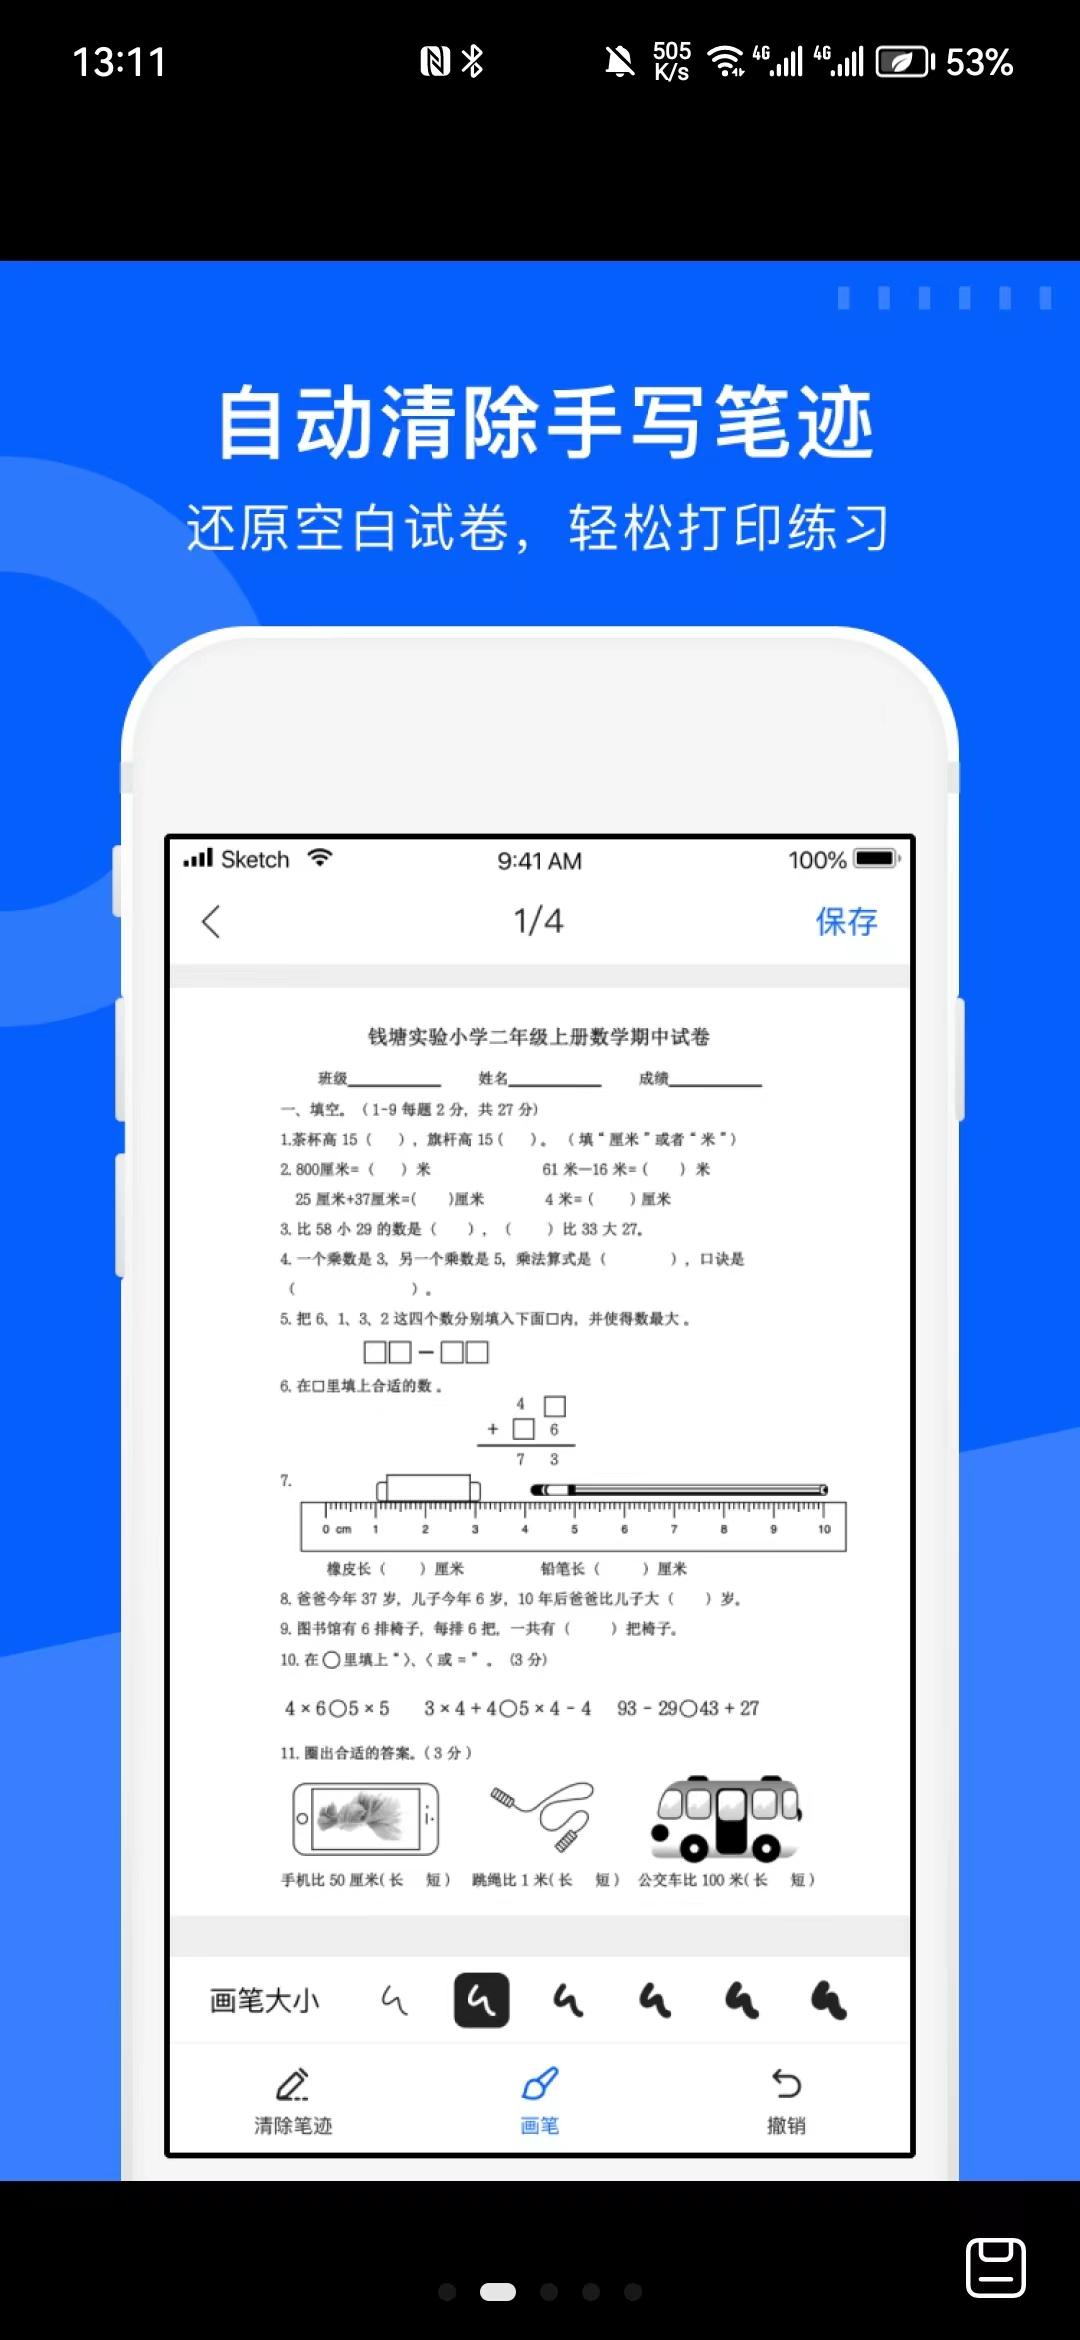 13:11 505 K/s 4G 4G 53%
自动清除手写笔迹
还原空白试卷，轻松打印练习
Sketch 9:41 AM 100%
1/4 保存
钱塘实验小学二年级上册数学期中试卷
班级________ 姓名________ 成绩________
一、填空。（1-9 每题 2 分，共 27 分）
1.茶杯高 15（ ），旗杆高 15（ ）。（填“厘米”或者“米”）
2. 800厘米=（ ）米 61 米—16 米=（ ）米
25 厘米+37厘米=( )厘米 4 米=（ ）厘米
3. 比 58 小 29 的数是（ ），（ ）比 33 大 27。
4. 一个乘数是 3，另一个乘数是 5，乘法算式是（ ），口诀是
（ ）。
5. 把 6、1、3、2 这四个数分别填入下面□内，并使得数最大。
□□－□□
6. 在□里填上合适的数。
4 □
+ □ 6
7 3
7.
0 cm 1 2 3 4 5 6 7 8 9 10
橡皮长（ ）厘米 铅笔长（ ）厘米
8. 爸爸今年 37 岁，儿子今年 6 岁，10 年后爸爸比儿子大（ ）岁。
9. 图书馆有 6 排椅子，每排 6 把，一共有（ ）把椅子。
10. 在○里填上“〉、〈 或 = ”。（3 分）
4 × 6○5 × 5 3 × 4 + 4○5 × 4 - 4 93 - 29○43 + 27
11. 圈出合适的答案。（3 分）
手机比 50 厘米（长 短） 跳绳比 1 米（长 短） 公交车比 100 米（长 短）
画笔大小
清除笔迹 画笔 撤销